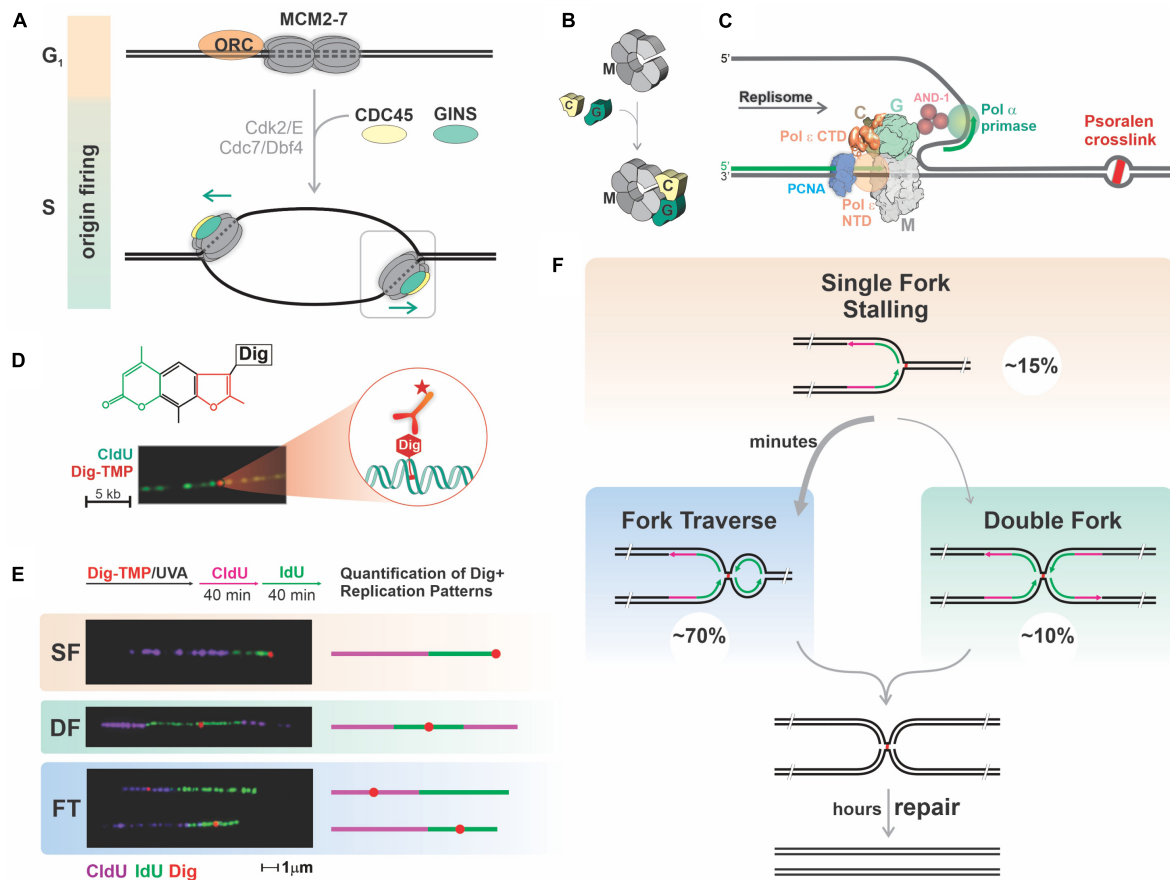 A
G1
S
origin firing
ORC
MCM2-7
Cdk2/E
Cdc7/Dbf4
CDC45
GINS
B
M
C
G
M
C
G
C
5'
Replisome
C
G
AND-1
Pol α
primase
Psoralen
crosslink
Pol ε CTD
5'
3'
PCNA
Pol ε
NTD
M
D
Dig
O
O
O
CldU
Dig-TMP
5 kb
Dig
E
Dig-TMP/UVA
CldU
IdU
40 min
40 min
Quantification of Dig+
Replication Patterns
SF
DF
FT
CldU IdU Dig
1µm
F
Single Fork
Stalling
~15%
minutes
Fork Traverse
~70%
Double Fork
~10%
hours
repair